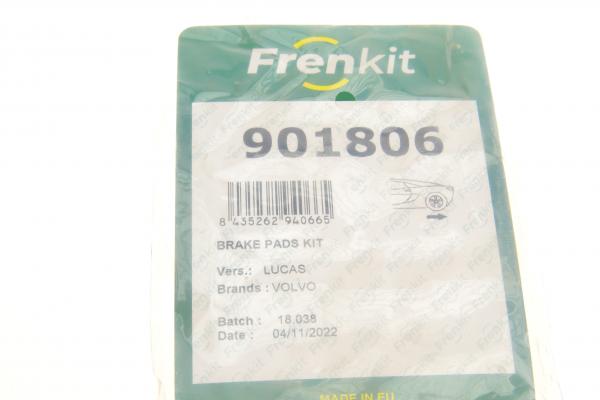 Frenkit
901806
8 435262 940665
BRAKE PADS KIT
Vers.: LUCAS
Brands : VOLVO
Batch : 18.038
Date : 04/11/2022
MADE IN EU